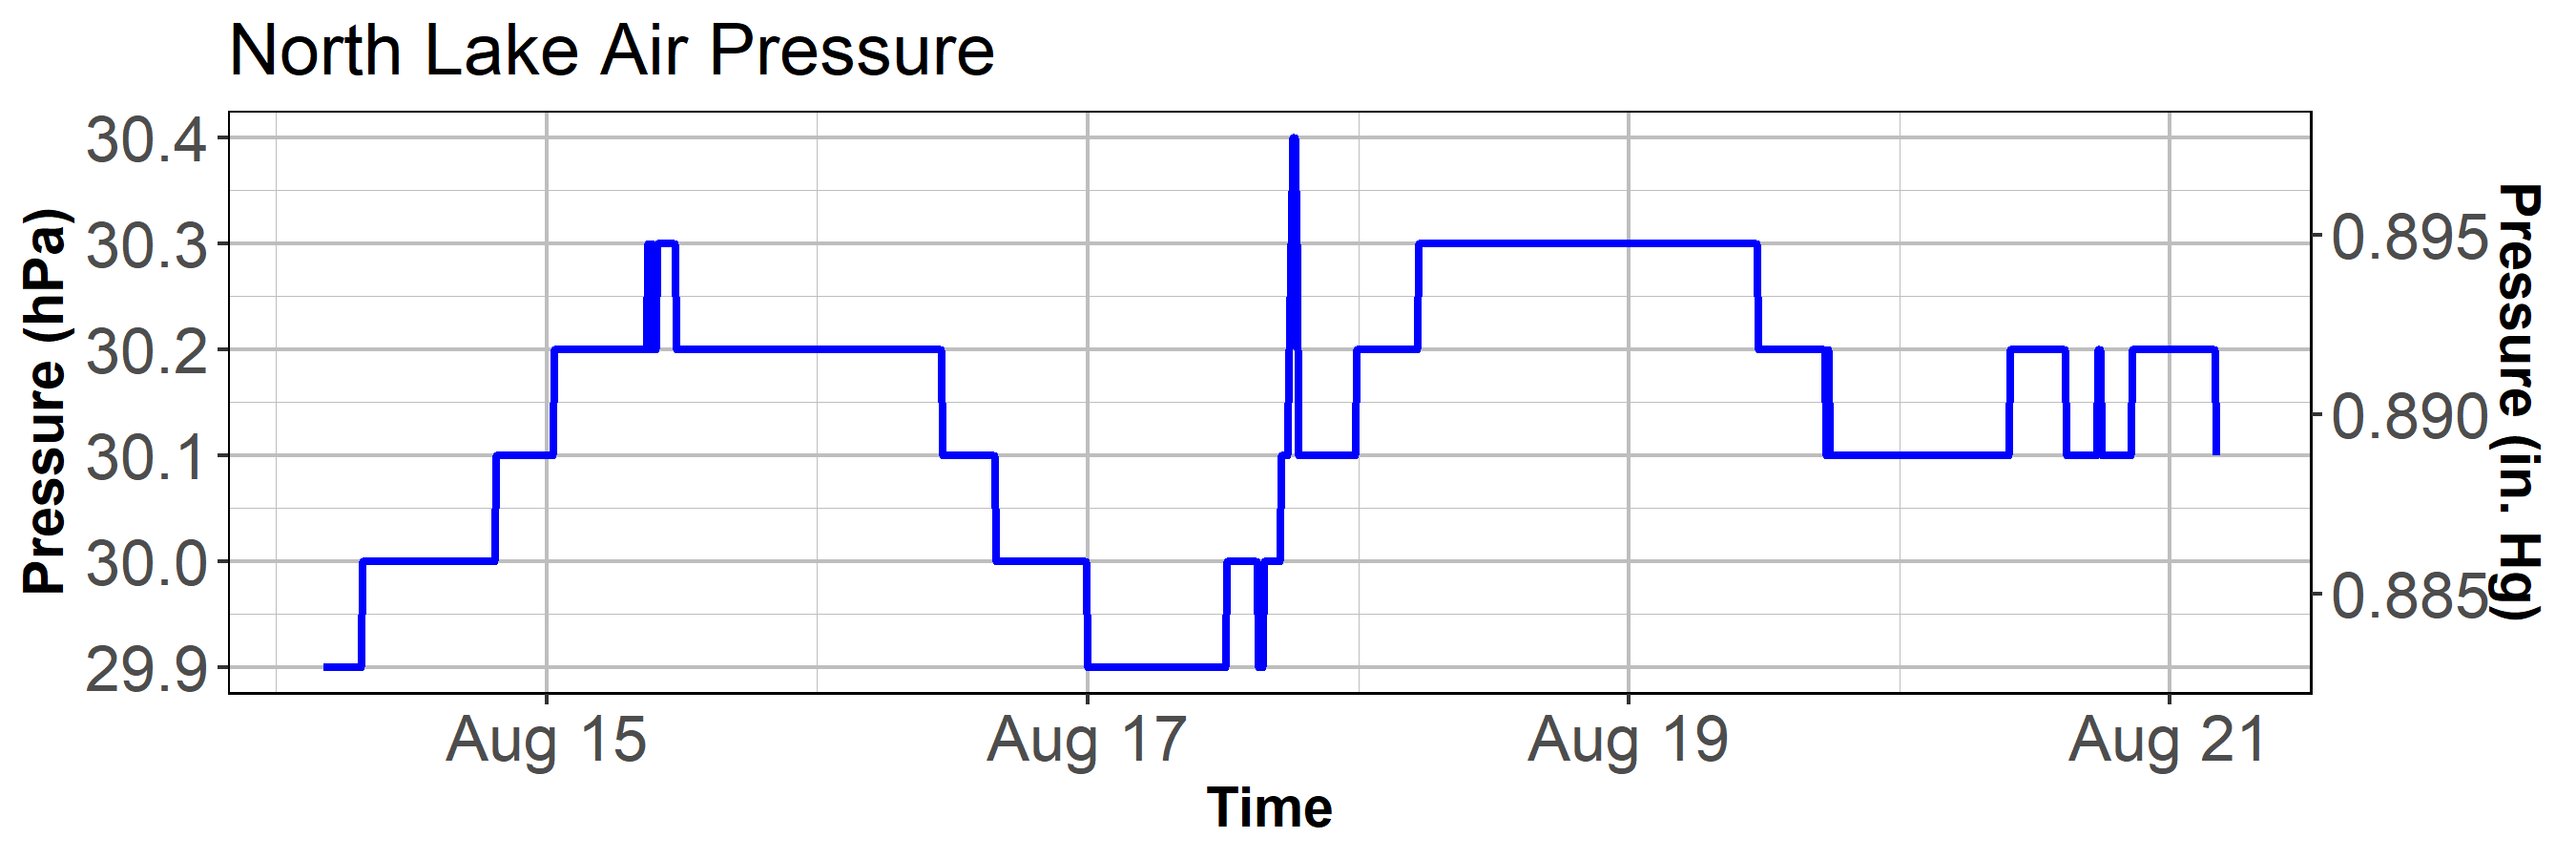 North Lake Air Pressure
Pressure (hPa)
30.4
30.3
30.2
30.1
30.0
29.9
0.895
0.890
0.885
Pressure (in. Hg)
Aug 15
Aug 17
Aug 19
Aug 21
Time